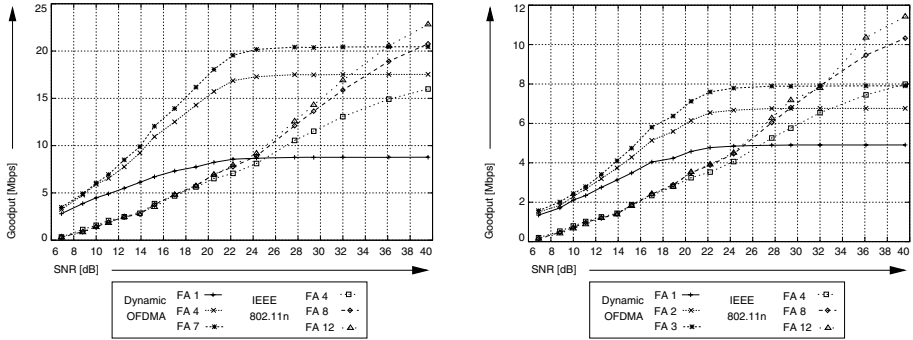 25
20
15
10
5
0
Goodput [Mbps]
6 8 10 12 14 16 18 20 22 24 26 28 30 32 34 36 38 40
SNR [dB]
Dynamic OFDMA
FA 1
FA 4
FA 7
IEEE 802.11n
FA 4
FA 8
FA 12
12
10
8
6
4
2
0
Goodput [Mbps]
6 8 10 12 14 16 18 20 22 24 26 28 30 32 34 36 38 40
SNR [dB]
Dynamic OFDMA
FA 1
FA 2
FA 3
IEEE 802.11n
FA 4
FA 8
FA 12